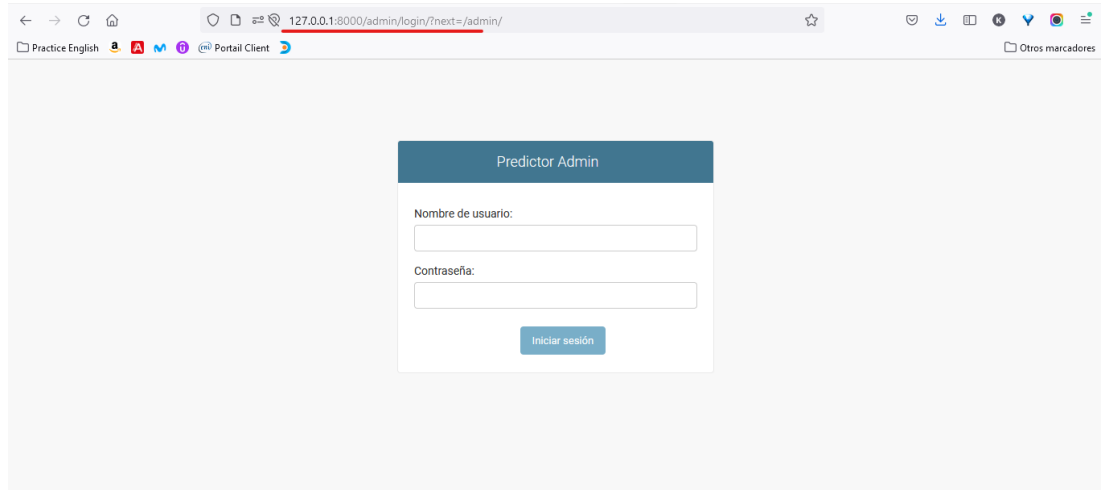 127.0.0.1:8000/admin/login/?next=/admin/
Practice English
Portail Client
Otros marcadores
Predictor Admin
Nombre de usuario:
Contraseña:
Iniciar sesión